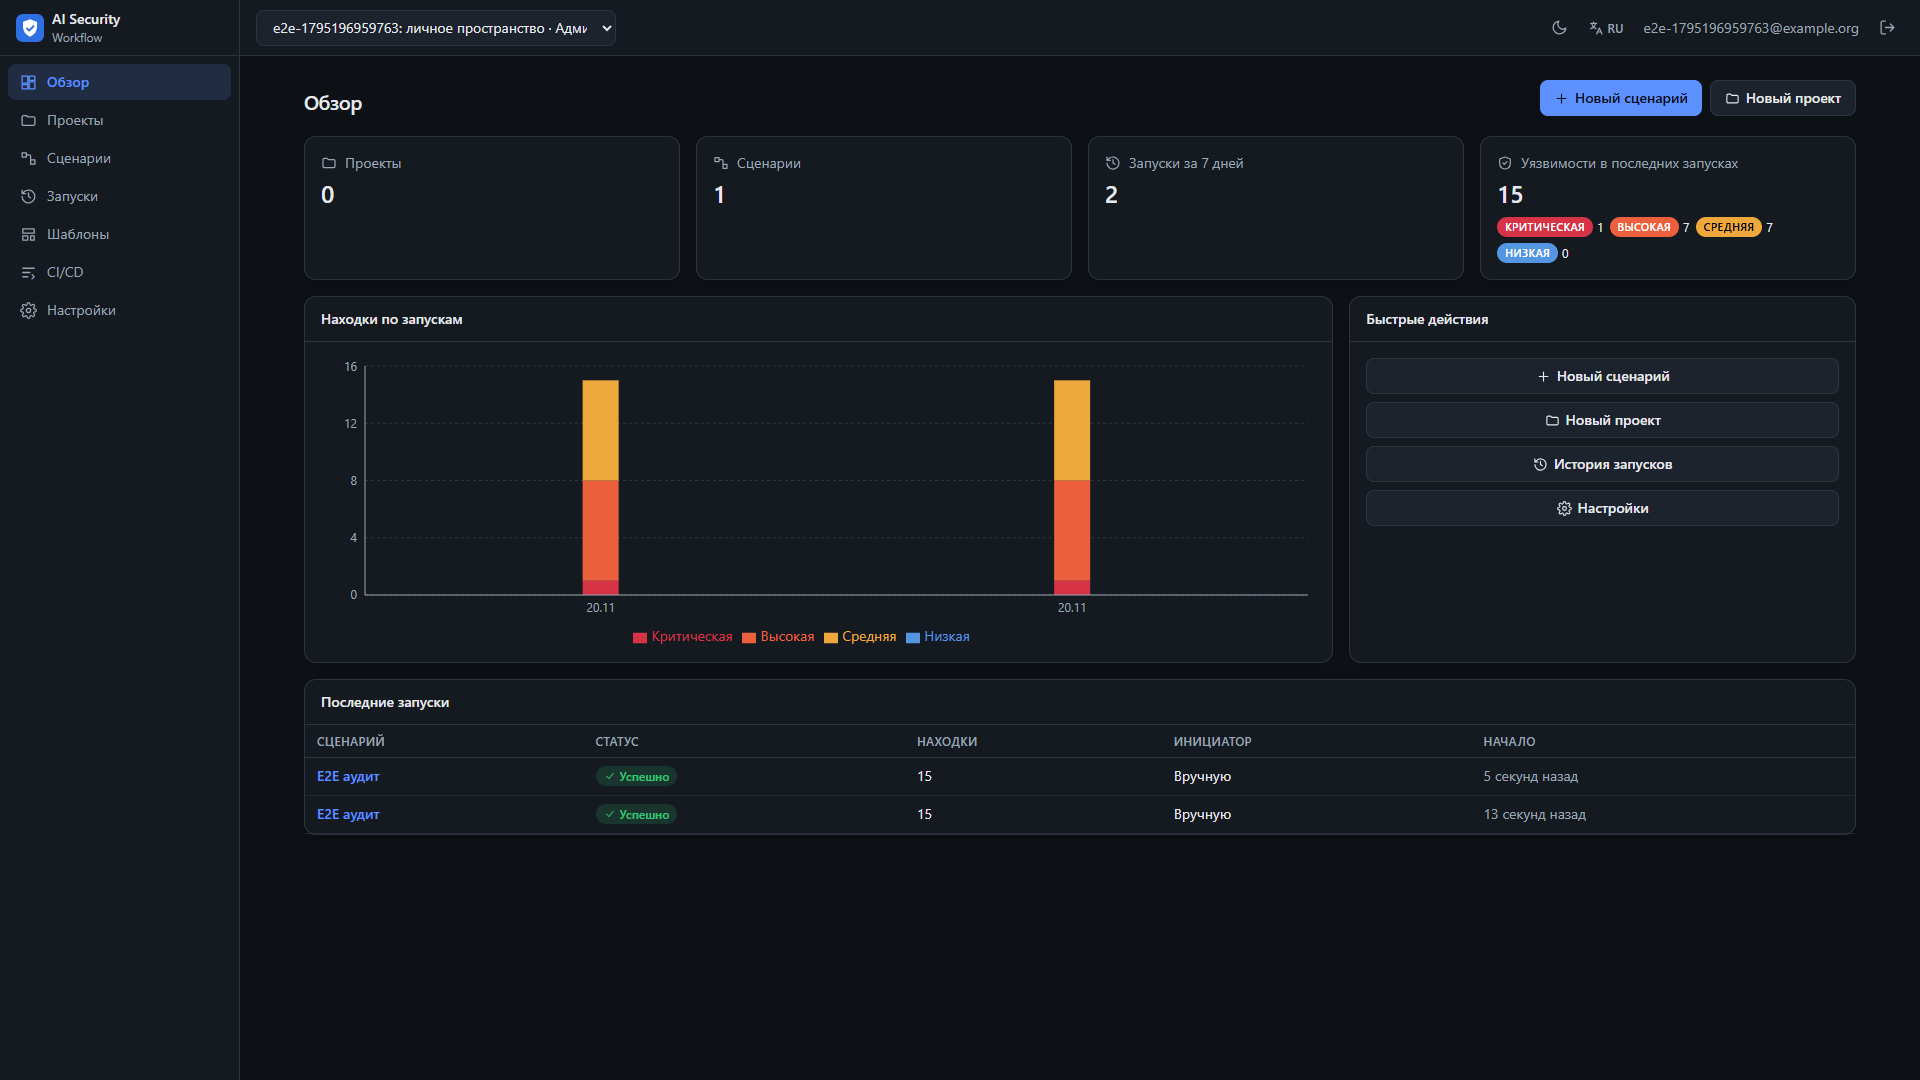 AI Security
Workflow
e2e-1795196959763: личное пространство · Адми
RU
e2e-1795196959763@example.org
Обзор
Проекты
Сценарии
Запуски
Шаблоны
CI/CD
Настройки
Обзор
Новый сценарий
Новый проект
Проекты
0
Сценарии
1
Запуски за 7 дней
2
Уязвимости в последних запусках
15
КРИТИЧЕСКАЯ 1 ВЫСОКАЯ 7 СРЕДНЯЯ 7
НИЗКАЯ 0
Находки по запускам
16
12
8
4
0
20.11 20.11
Критическая Высокая Средняя Низкая
Быстрые действия
Новый сценарий
Новый проект
История запусков
Настройки
Последние запуски
СЦЕНАРИЙ СТАТУС НАХОДКИ ИНИЦИАТОР НАЧАЛО
E2E аудит Успешно 15 Вручную 5 секунд назад
E2E аудит Успешно 15 Вручную 13 секунд назад